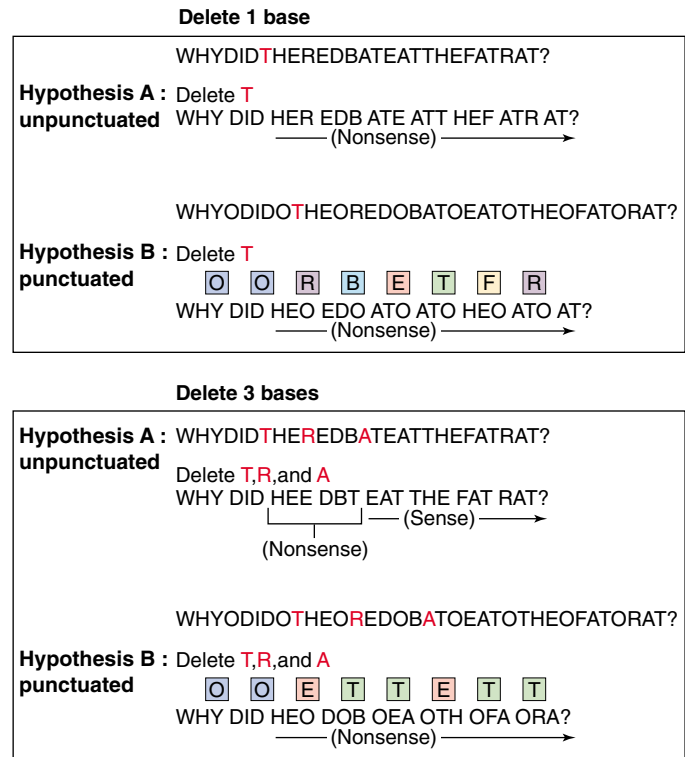 Delete 1 base
WHYDIDTHEREDBATEATTHEFATRAT?
Hypothesis A : Delete T
unpunctuated WHY DID HER EDB ATE ATT HEF ATR AT?
(Nonsense)
WHYODIDOTHEOREDOBATOEATOTHEOFATORAT?
Hypothesis B : Delete T
punctuated
O O R B E T F R
WHY DID HEO EDO ATO ATO HEO ATO AT?
(Nonsense)
Delete 3 bases
Hypothesis A : WHYDIDTHEREDBATEATTHEFATRAT?
unpunctuated
Delete T,R,and A
WHY DID HEE DBT EAT THE FAT RAT?
(Sense)
(Nonsense)
WHYODIDOTHEOREDOBATOEATOTHEOFATORAT?
Hypothesis B : Delete T,R,and A
punctuated
O O E T T E T T
WHY DID HEO DOB OEA OTH OFA ORA?
(Nonsense)